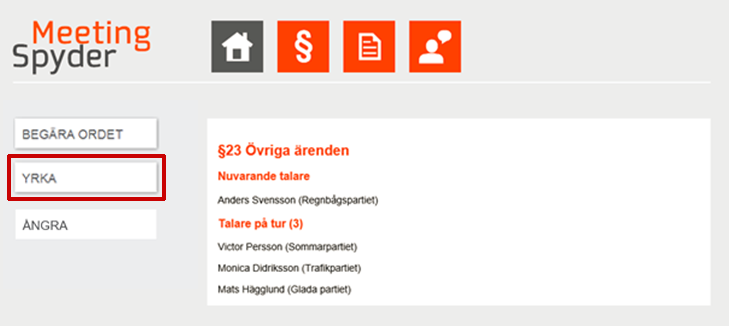 Meeting
Spyder
§
BEGÄRA ORDET
YRKA
ÅNGRA
§23 Övriga ärenden
Nuvarande talare
Anders Svensson (Regnbågspartiet)
Talare på tur (3)
Victor Persson (Sommarpartiet)
Monica Didriksson (Trafikpartiet)
Mats Hägglund (Glada partiet)